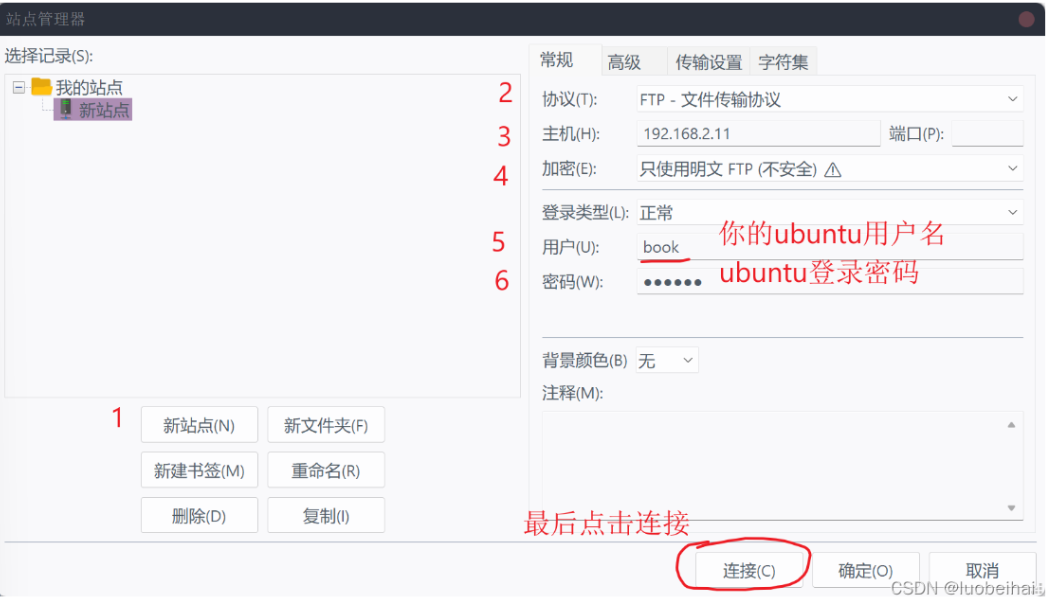 站点管理器
选择记录(S):
我的站点
新站点
1
新站点(N)
新文件夹(F)
新建书签(M)
重命名(R)
删除(D)
复制(I)
常规
高级
传输设置
字符集
2
协议(T):
FTP - 文件传输协议
3
主机(H):
192.168.2.11
端口(P):
4
加密(E):
只使用明文 FTP (不安全)
登录类型(L):
正常
5
用户(U):
book
你的ubuntu用户名
6
密码(W):
●●●●●●
ubuntu登录密码
背景颜色(B)
无
注释(M):
最后点击连接
连接(C)
确定(O)
取消
CSDN @luobeihai